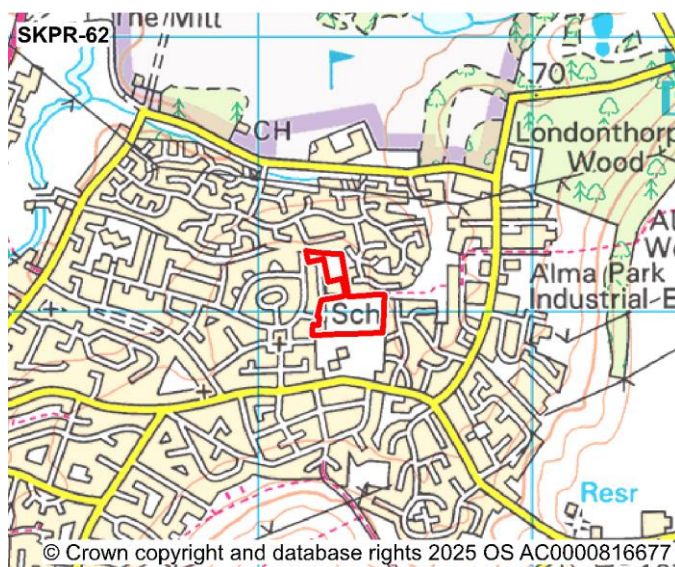 The Mill
SKPR-62
70
CH
Londonthorp
Wood
Alma Park
Industrial E
Sch
Resr
© Crown copyright and database rights 2025 OS AC0000816677